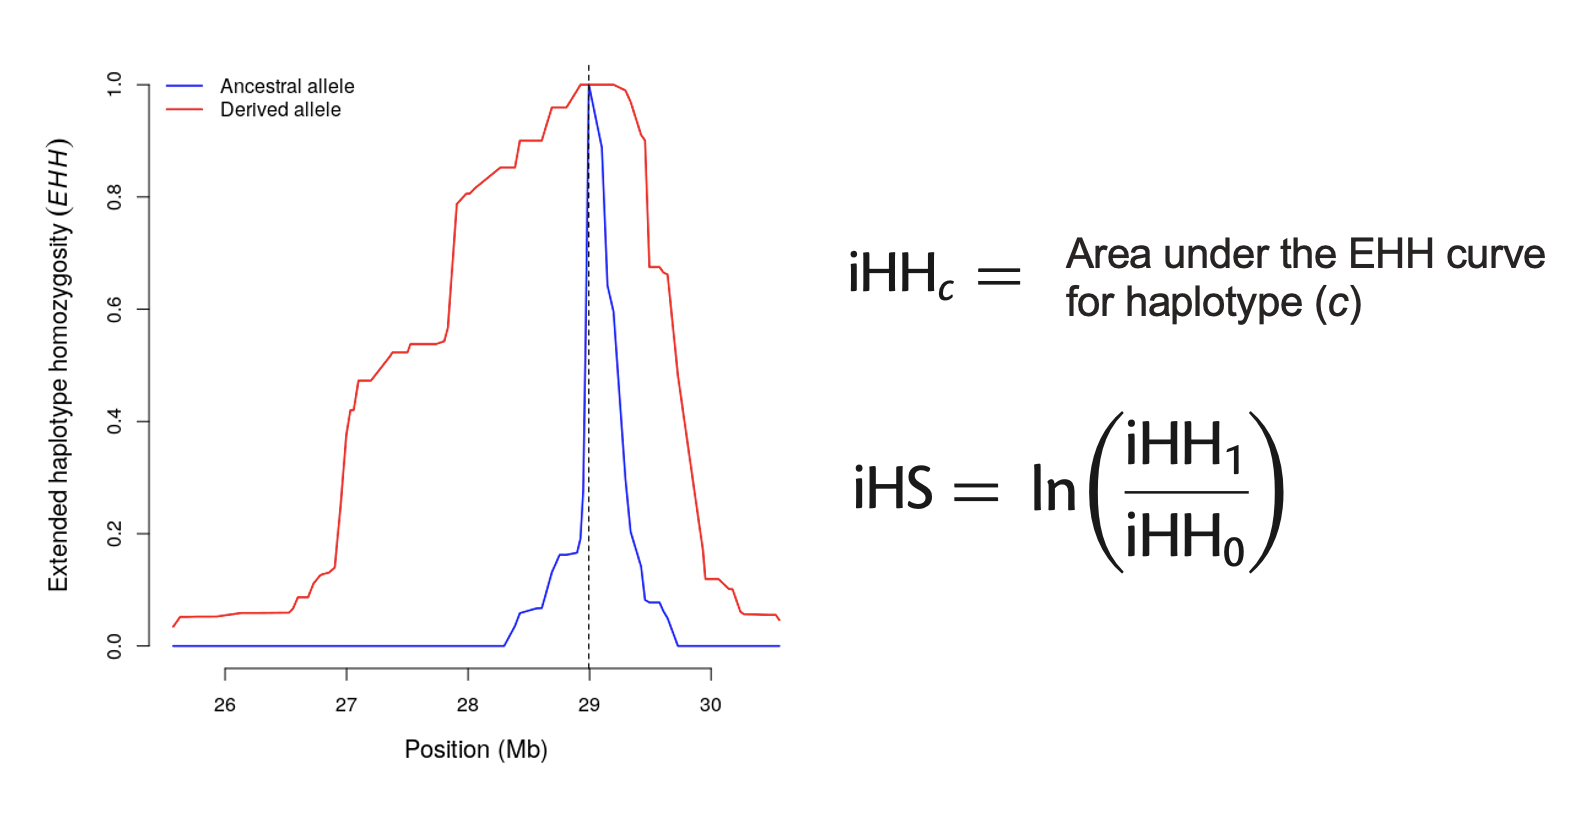 Ancestral allele
Derived allele
Extended haplotype homozygosity (EHH)
1.0
0.8
0.6
0.4
0.2
0.0
26 27 28 29 30
Position (Mb)
iHH_c = Area under the EHH curve
for haplotype (c)
iHS = ln(iHH_1/iHH_0)